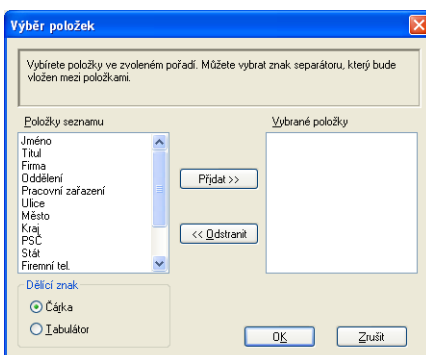 Výběr položek
Vybírete položky ve zvoleném pořadí. Můžete vybrat znak separátoru, který bude
vložen mezi položkami.
Položky seznamu
Vybrané položky
Jméno
Titul
Firma
Oddělení
Pracovní zařazení
Ulice
Město
Kraj
PSČ
Stát
Firemní tel.
Přidat >>
<< Odstranit
Dělící znak
Čárka
Tabulátor
OK
Zrušit